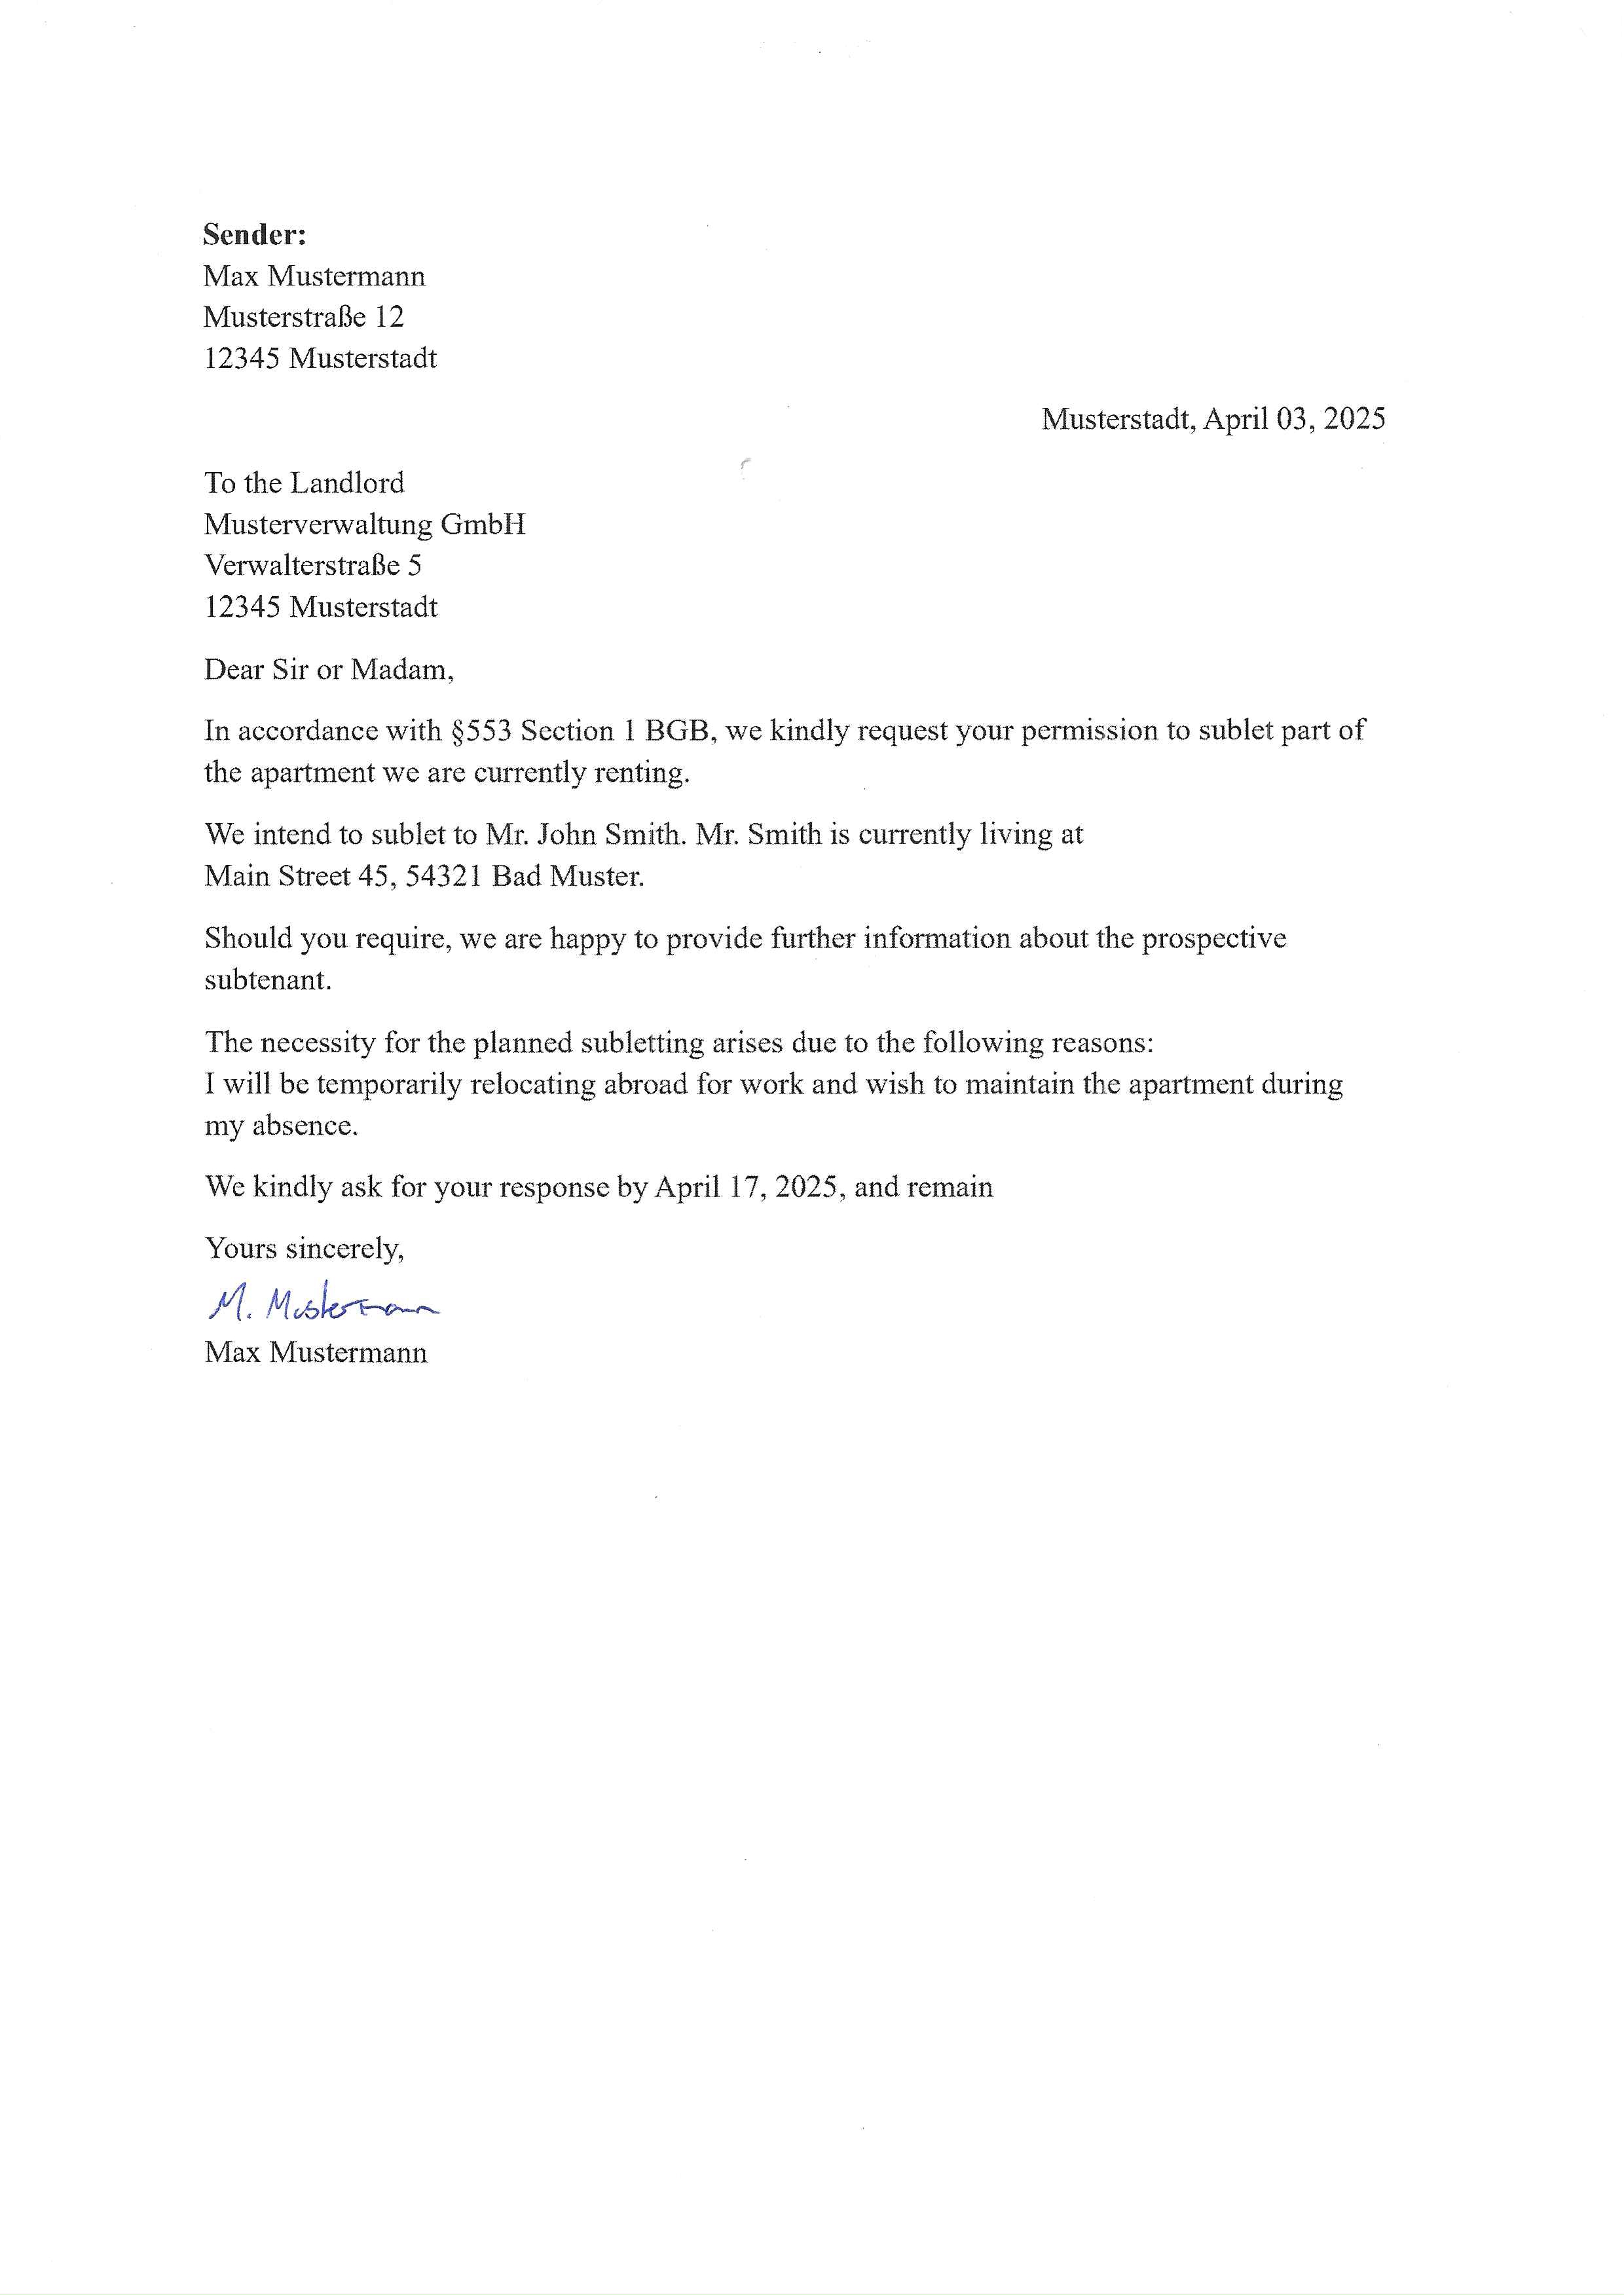 Sender:
Max Mustermann
Musterstraße 12
12345 Musterstadt
Musterstadt, April 03, 2025
To the Landlord
Musterverwaltung GmbH
Verwalterstraße 5
12345 Musterstadt
Dear Sir or Madam,
In accordance with §553 Section 1 BGB, we kindly request your permission to sublet part of
the apartment we are currently renting.
We intend to sublet to Mr. John Smith. Mr. Smith is currently living at
Main Street 45, 54321 Bad Muster.
Should you require, we are happy to provide further information about the prospective
subtenant.
The necessity for the planned subletting arises due to the following reasons:
I will be temporarily relocating abroad for work and wish to maintain the apartment during
my absence.
We kindly ask for your response by April 17, 2025, and remain
Yours sincerely,
M. Mustermann
Max Mustermann